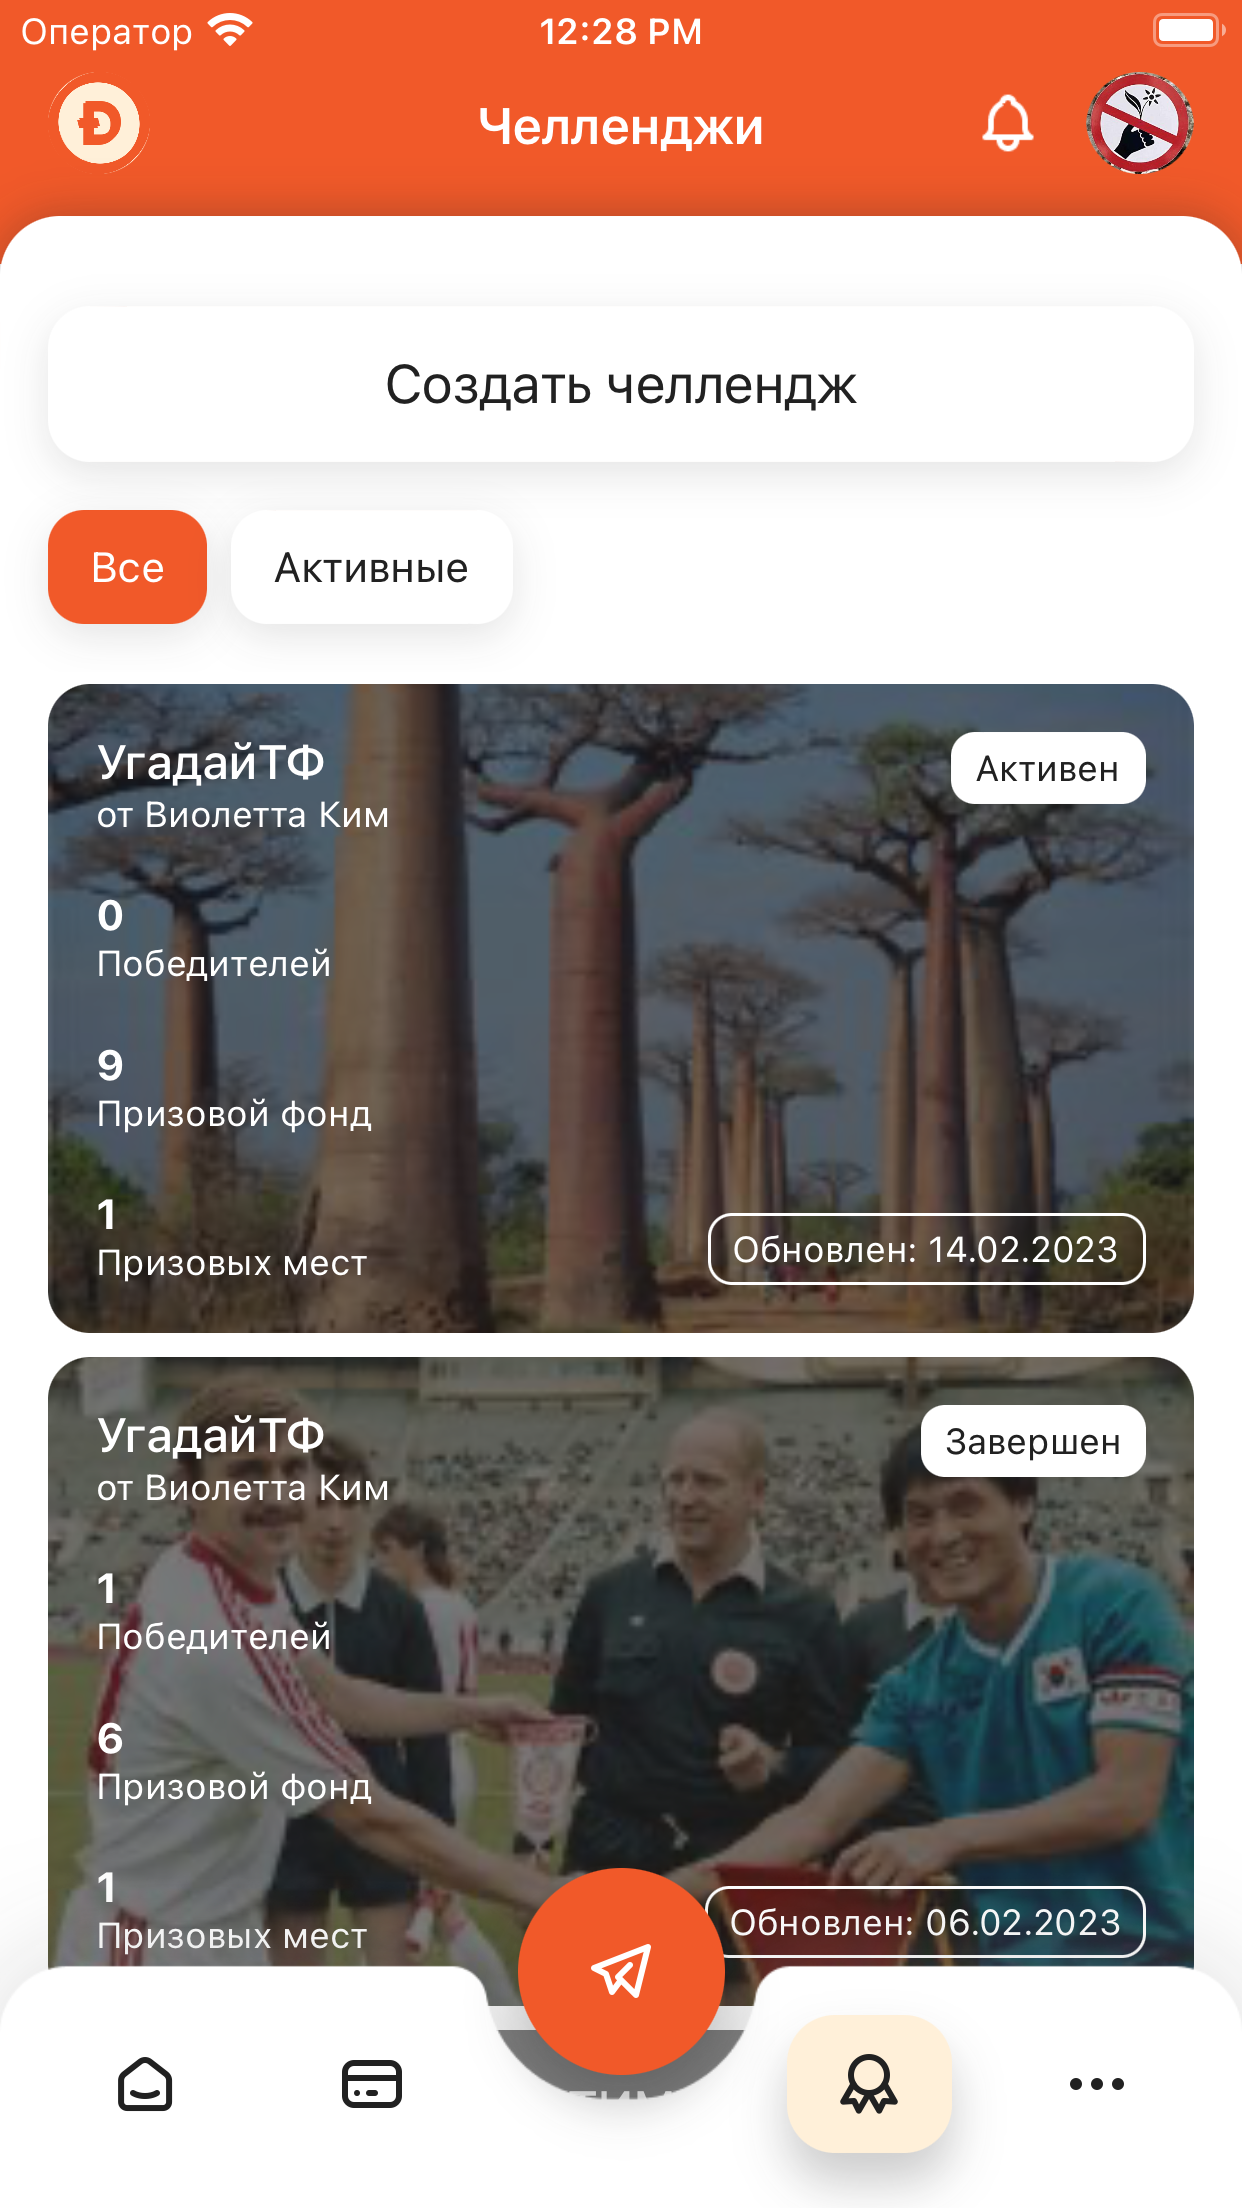 Оператор
12:28 PM
Челленджи
Создать челлендж
Все
Активные
УгадайТФ
Активен
от Виолетта Ким
0
Победителей
9
Призовой фонд
1
Призовых мест
Обновлен: 14.02.2023
УгадайТФ
Завершен
от Виолетта Ким
1
Победителей
6
Призовой фонд
1
Призовых мест
Обновлен: 06.02.2023